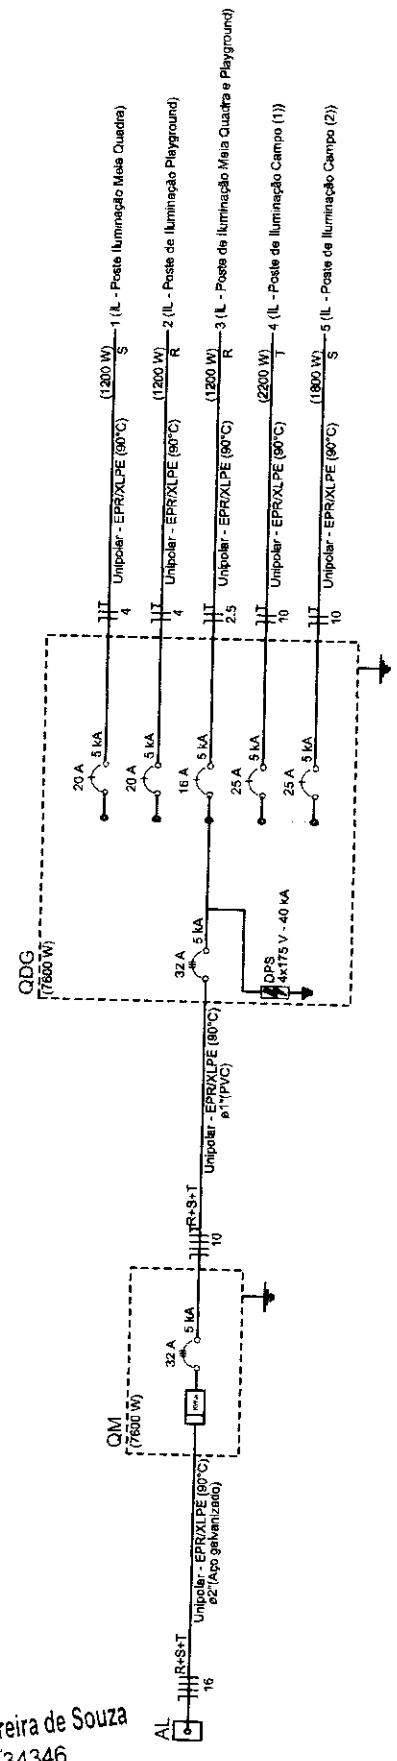 reira de Souza
34346
AL
R+S+T
16
Unipolar - EPR/XLPE (90°C)
ø2"(Aço galvanizado)
QM
(7600 W)
32 A
5 kA
R+S+T
10
Unipolar - EPR/XLPE (90°C)
ø1"(PVC)
QDG
(7600 W)
32 A
5 kA
DPS
4x175 V - 40 kA
20 A
5 kA
T
4
Unipolar - EPR/XLPE (90°C)
(1200 W)
S
1 (IL - Poste Iluminação Meia Quadra)
20 A
5 kA
T
4
Unipolar - EPR/XLPE (90°C)
(1200 W)
R
2 (IL - Poste de Iluminação Playground)
16 A
5 kA
T
2.5
Unipolar - EPR/XLPE (90°C)
(1200 W)
R
3 (IL - Poste de Iluminação Meia Quadra e Playground)
25 A
5 kA
T
10
Unipolar - EPR/XLPE (90°C)
(2200 W)
T
4 (IL - Poste de Iluminação Campo (1))
25 A
5 kA
T
10
Unipolar - EPR/XLPE (90°C)
(1800 W)
S
5 (IL - Poste de Iluminação Campo (2))